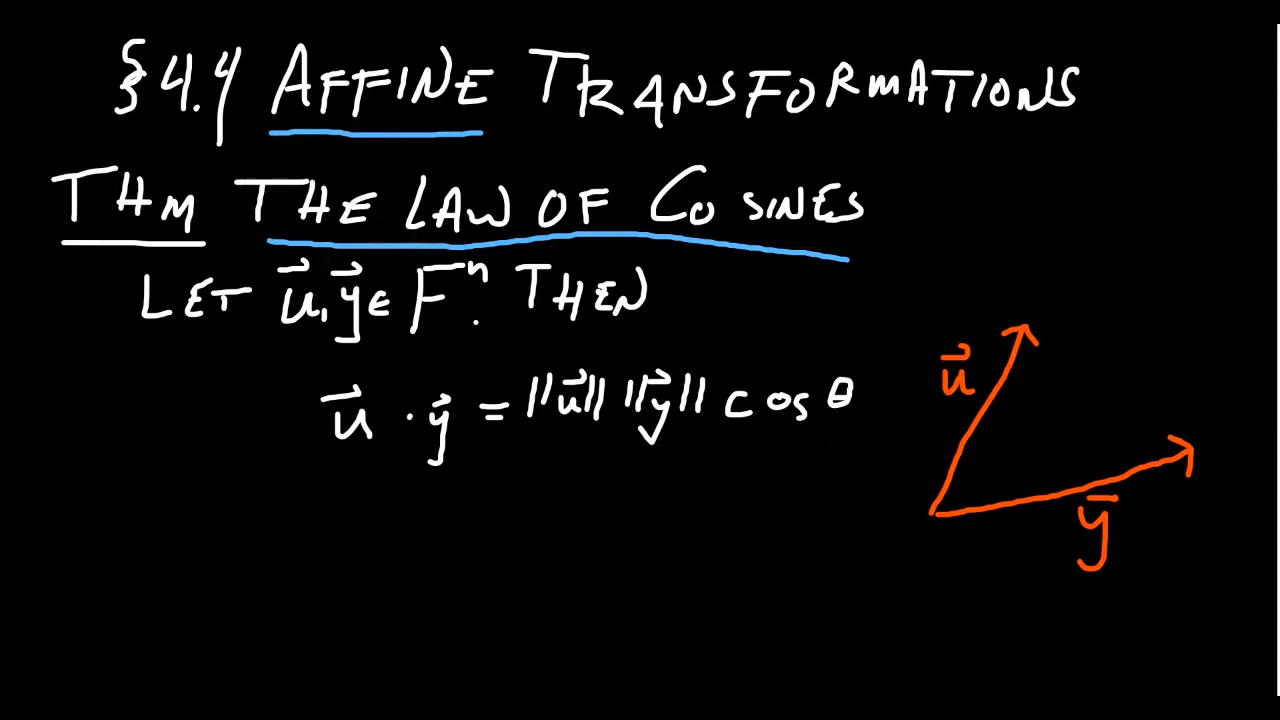 §4.4 AFFINE TRANSFORMATIONS
THM THE LAW OF COSINES
LET u⃗, y⃗ ∈ Fⁿ. THEN
u⃗ · y⃗ = ||u⃗|| ||y⃗|| cos θ
u⃗
y⃗